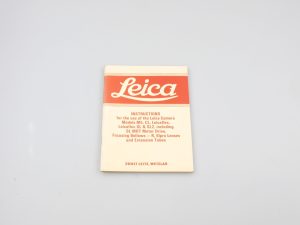 Leica
INSTRUCTIONS
for the use of the Leica Camera
Models M5, CL, Leicaflex,
Leicaflex SL & SL2, including
SL MOT Motor Drive,
Focusing Bellows – R, Elpro Lenses
and Extension Tubes
ERNST LEITZ, WETZLAR